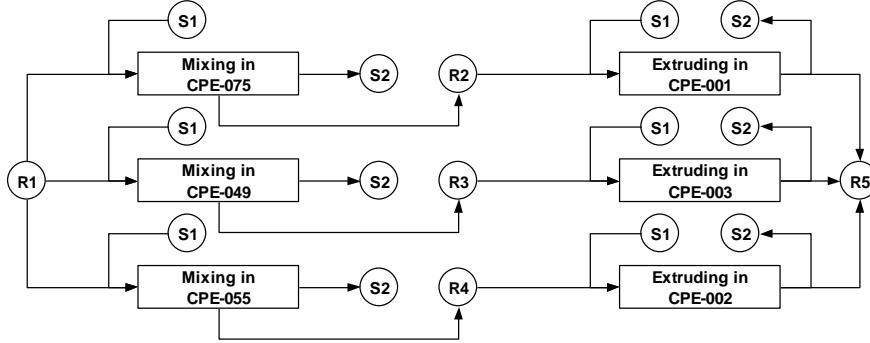 S1
S1
S2
Mixing in
CPE-075
S2
R2
Extruding in
CPE-001
S1
S1
S2
R1
Mixing in
CPE-049
S2
R3
Extruding in
CPE-003
R5
S1
S1
S2
Mixing in
CPE-055
S2
R4
Extruding in
CPE-002